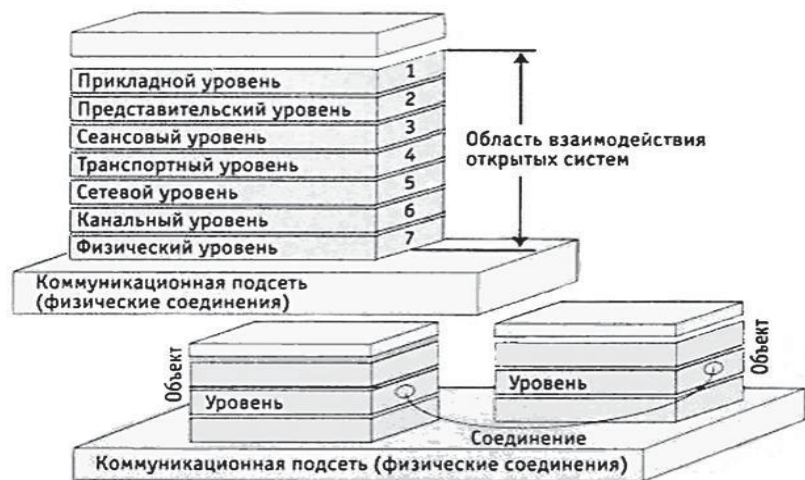 Прикладной уровень 1
Представительский уровень 2
Сеансовый уровень 3
Транспортный уровень 4
Сетевой уровень 5
Канальный уровень 6
Физический уровень 7
Область взаимодействия
открытых систем
Коммуникационная подсеть
(физические соединения)
Объект
Уровень
Уровень
Объект
Соединение
Коммуникационная подсеть (физические соединения)